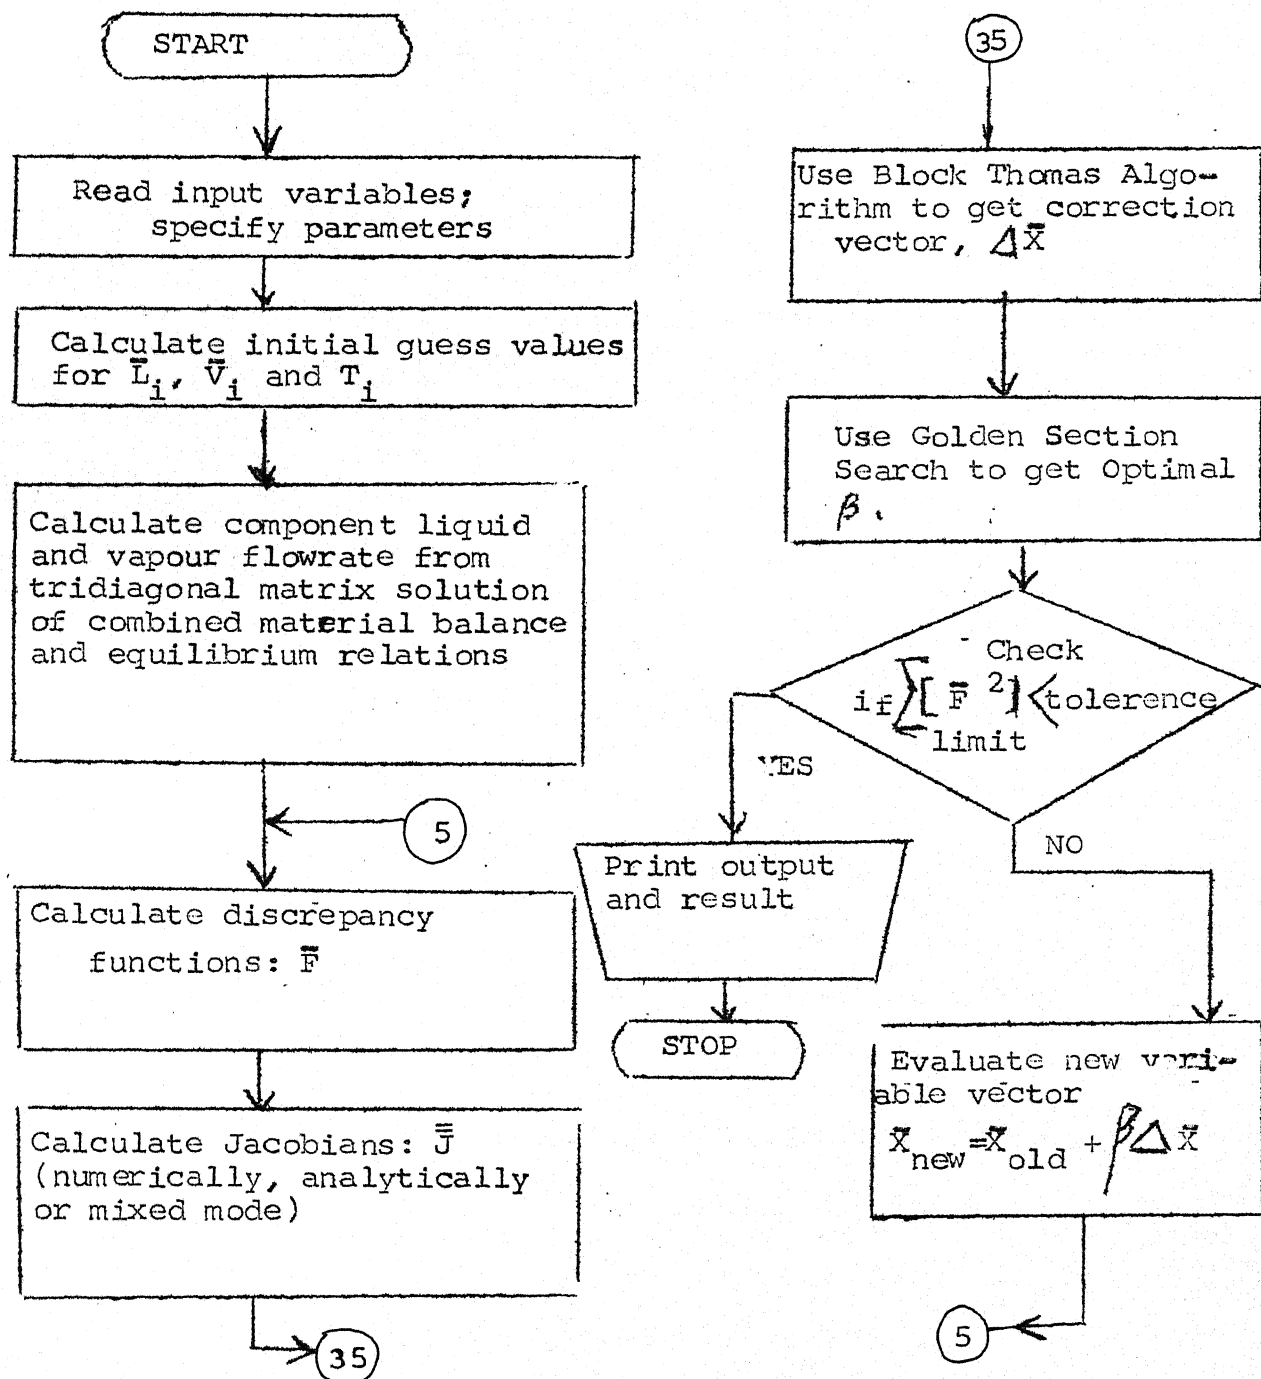 START
Read input variables;
specify parameters
Calculate initial guess values
for L̄i, V̄i and Ti
Calculate component liquid
and vapour flowrate from
tridiagonal matrix solution
of combined material balance
and equilibrium relations
5
Calculate discrepancy
functions: F̄
Calculate Jacobians: J̿
(numerically, analytically
or mixed mode)
35
35
Use Block Thomas Algo-
rithm to get correction
vector, ΔX̄
Use Golden Section
Search to get Optimal
β.
Check
if Σ[F̄ ²] < tolerence
limit
YES
NO
Print output
and result
STOP
Evaluate new vari-
able vector
X̄new=X̄old + βΔX̄
5